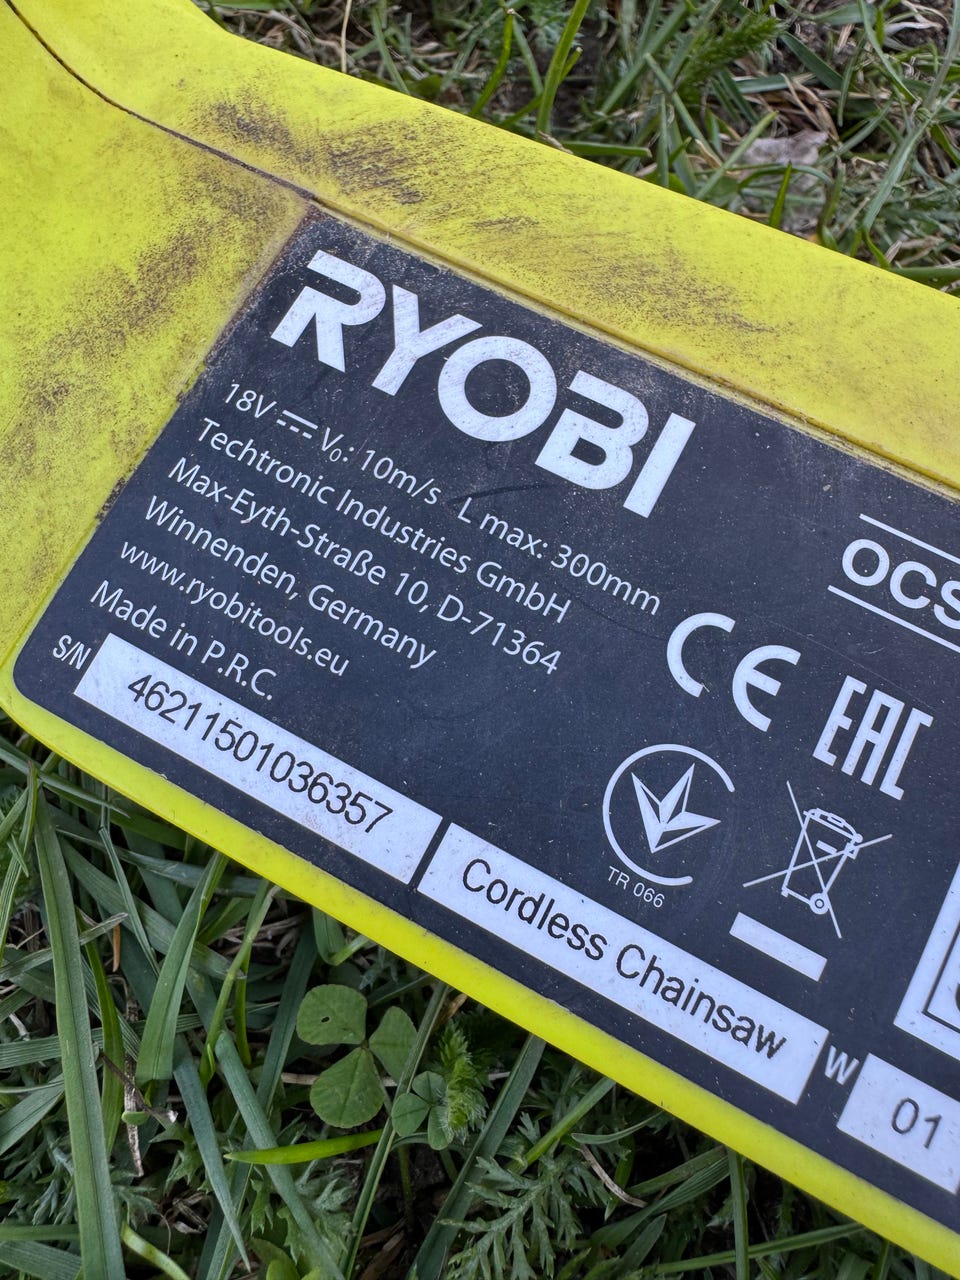 RYOBI
18V V₀: 10m/s L max: 300mm
Techtronic Industries GmbH
Max-Eyth-Straße 10, D-71364
Winnenden, Germany
www.ryobitools.eu
Made in P.R.C.
S/N 46211501036357
OCS
CE EAC
TR 066
Cordless Chainsaw
W 01